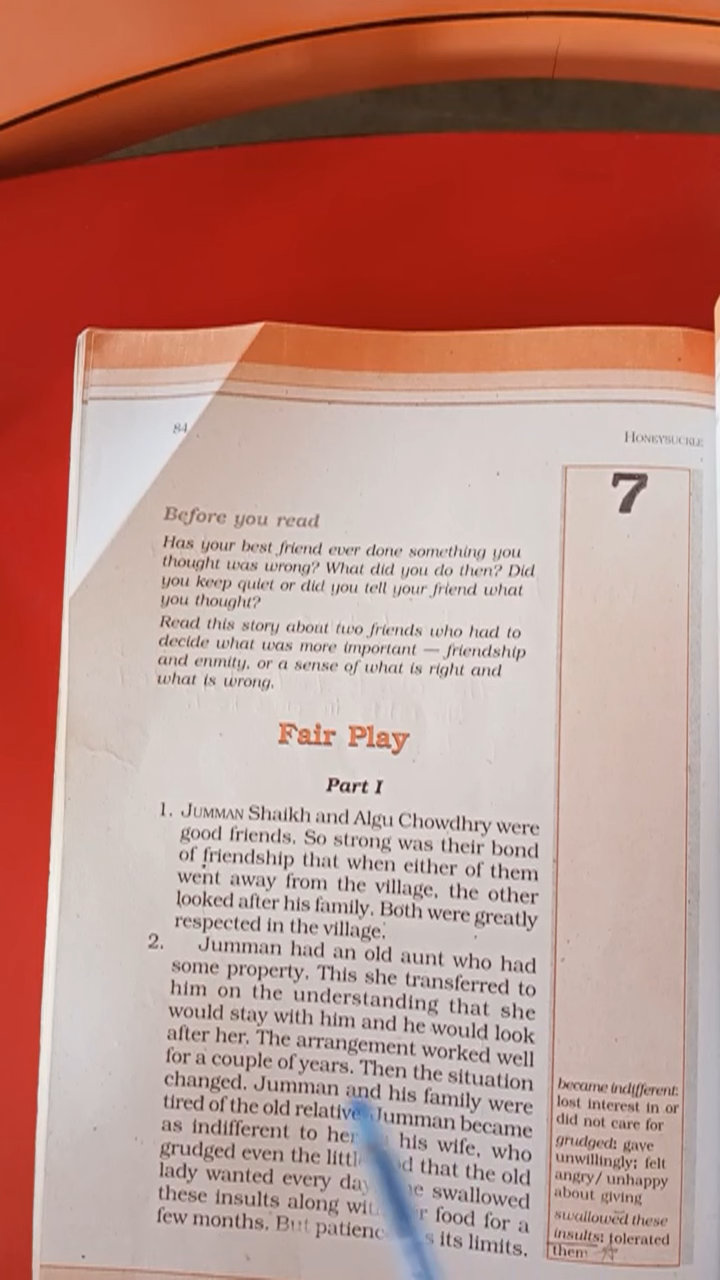 84
HONEYSUCKLE
7
Before you read
Has your best friend ever done something you
thought was wrong? What did you do then? Did
you keep quiet or did you tell your friend what
you thought?
Read this story about two friends who had to
decide what was more important — friendship
and enmity, or a sense of what is right and
what is wrong.
Fair Play
Part I
1. JUMMAN Shaikh and Algu Chowdhry were
good friends. So strong was their bond
of friendship that when either of them
went away from the village, the other
looked after his family. Both were greatly
respected in the village.
2. Jumman had an old aunt who had
some property. This she transferred to
him on the understanding that she
would stay with him and he would look
after her. The arrangement worked well
for a couple of years. Then the situation
changed. Jumman and his family were
tired of the old relative. Jumman became
as indifferent to her his wife, who
grudged even the that the old
lady wanted every swallowed
these insults along food for a
few months. But its limits.
became indifferent:
lost interest in or
did not care for
grudged: gave
unwillingly; felt
angry/ unhappy
about giving
swallowed these
insults: tolerated
them